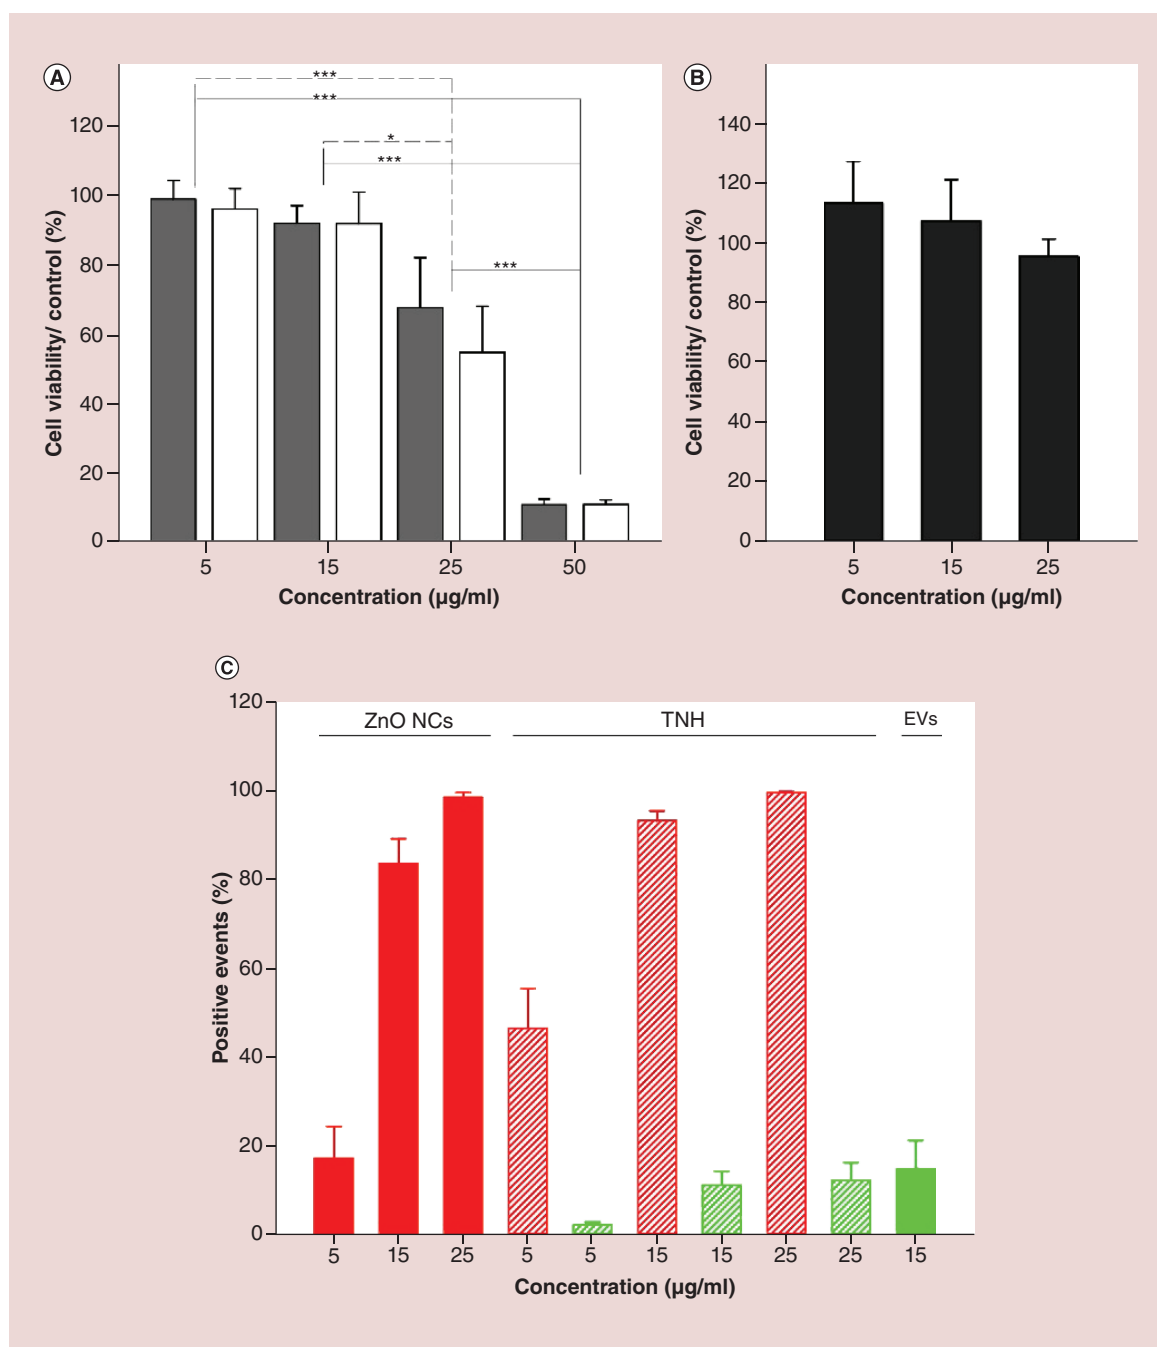 A
***
***
*
***
***
120
100
80
60
40
20
0
Cell viability/ control (%)
5 15 25 50
Concentration (µg/ml)
B
140
120
100
80
60
40
20
0
Cell viability/ control (%)
5 15 25
Concentration (µg/ml)
C
ZnO NCs TNH EVs
120
100
80
60
40
20
0
Positive events (%)
5 15 25 5 5 15 15 25 25 15
Concentration (µg/ml)